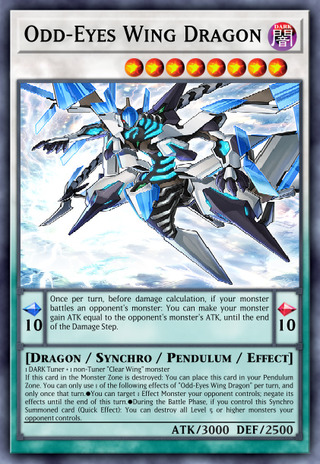 ODD-EYES WING DRAGON
DARK
闇
Once per turn, before damage calculation, if your monster
battles an opponent's monster: You can make your monster
gain ATK equal to the opponent's monster's ATK, until the end
of the Damage Step.
10
10
[DRAGON / SYNCHRO / PENDULUM / EFFECT]
1 DARK Tuner + 1 non-Tuner "Clear Wing" monster
If this card in the Monster Zone is destroyed: You can place this card in your Pendulum
Zone. You can only use 1 of the following effects of "Odd-Eyes Wing Dragon" per turn, and
only once that turn.●You can target 1 Effect Monster your opponent controls; negate its
effects until the end of this turn.●During the Battle Phase, if you control this Synchro
Summoned card (Quick Effect): You can destroy all Level 5 or higher monsters your
opponent controls.
ATK/3000 DEF/2500